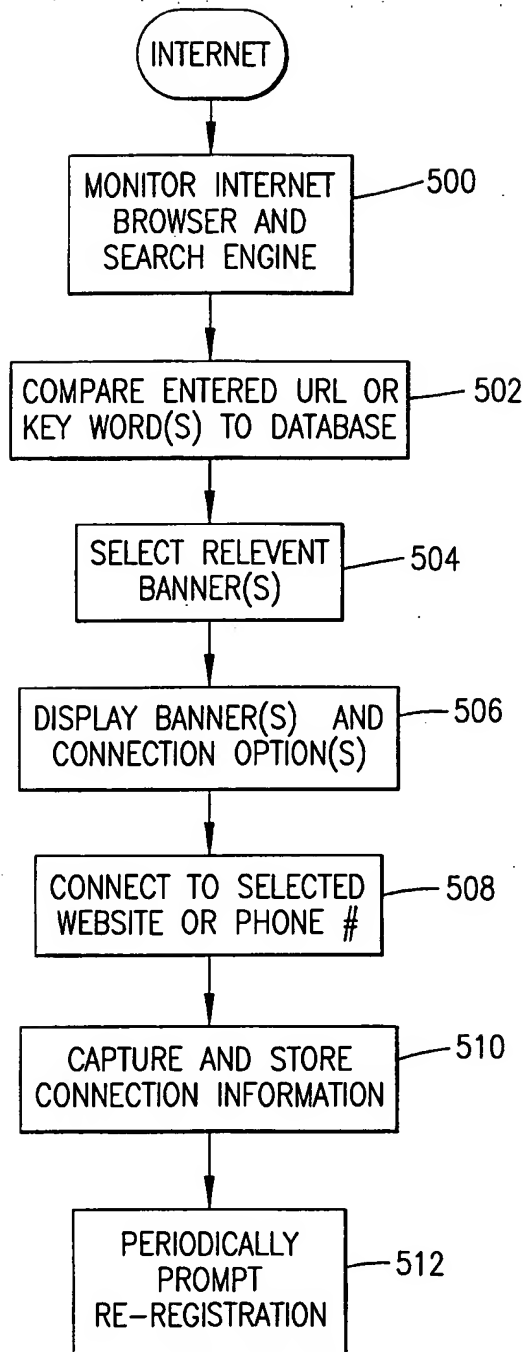 INTERNET
MONITOR INTERNET
BROWSER AND
SEARCH ENGINE
500
COMPARE ENTERED URL OR
KEY WORD(S) TO DATABASE
502
SELECT RELEVENT
BANNER(S)
504
DISPLAY BANNER(S) AND
CONNECTION OPTION(S)
506
CONNECT TO SELECTED
WEBSITE OR PHONE #
508
CAPTURE AND STORE
CONNECTION INFORMATION
510
PERIODICALLY
PROMPT
RE-REGISTRATION
512